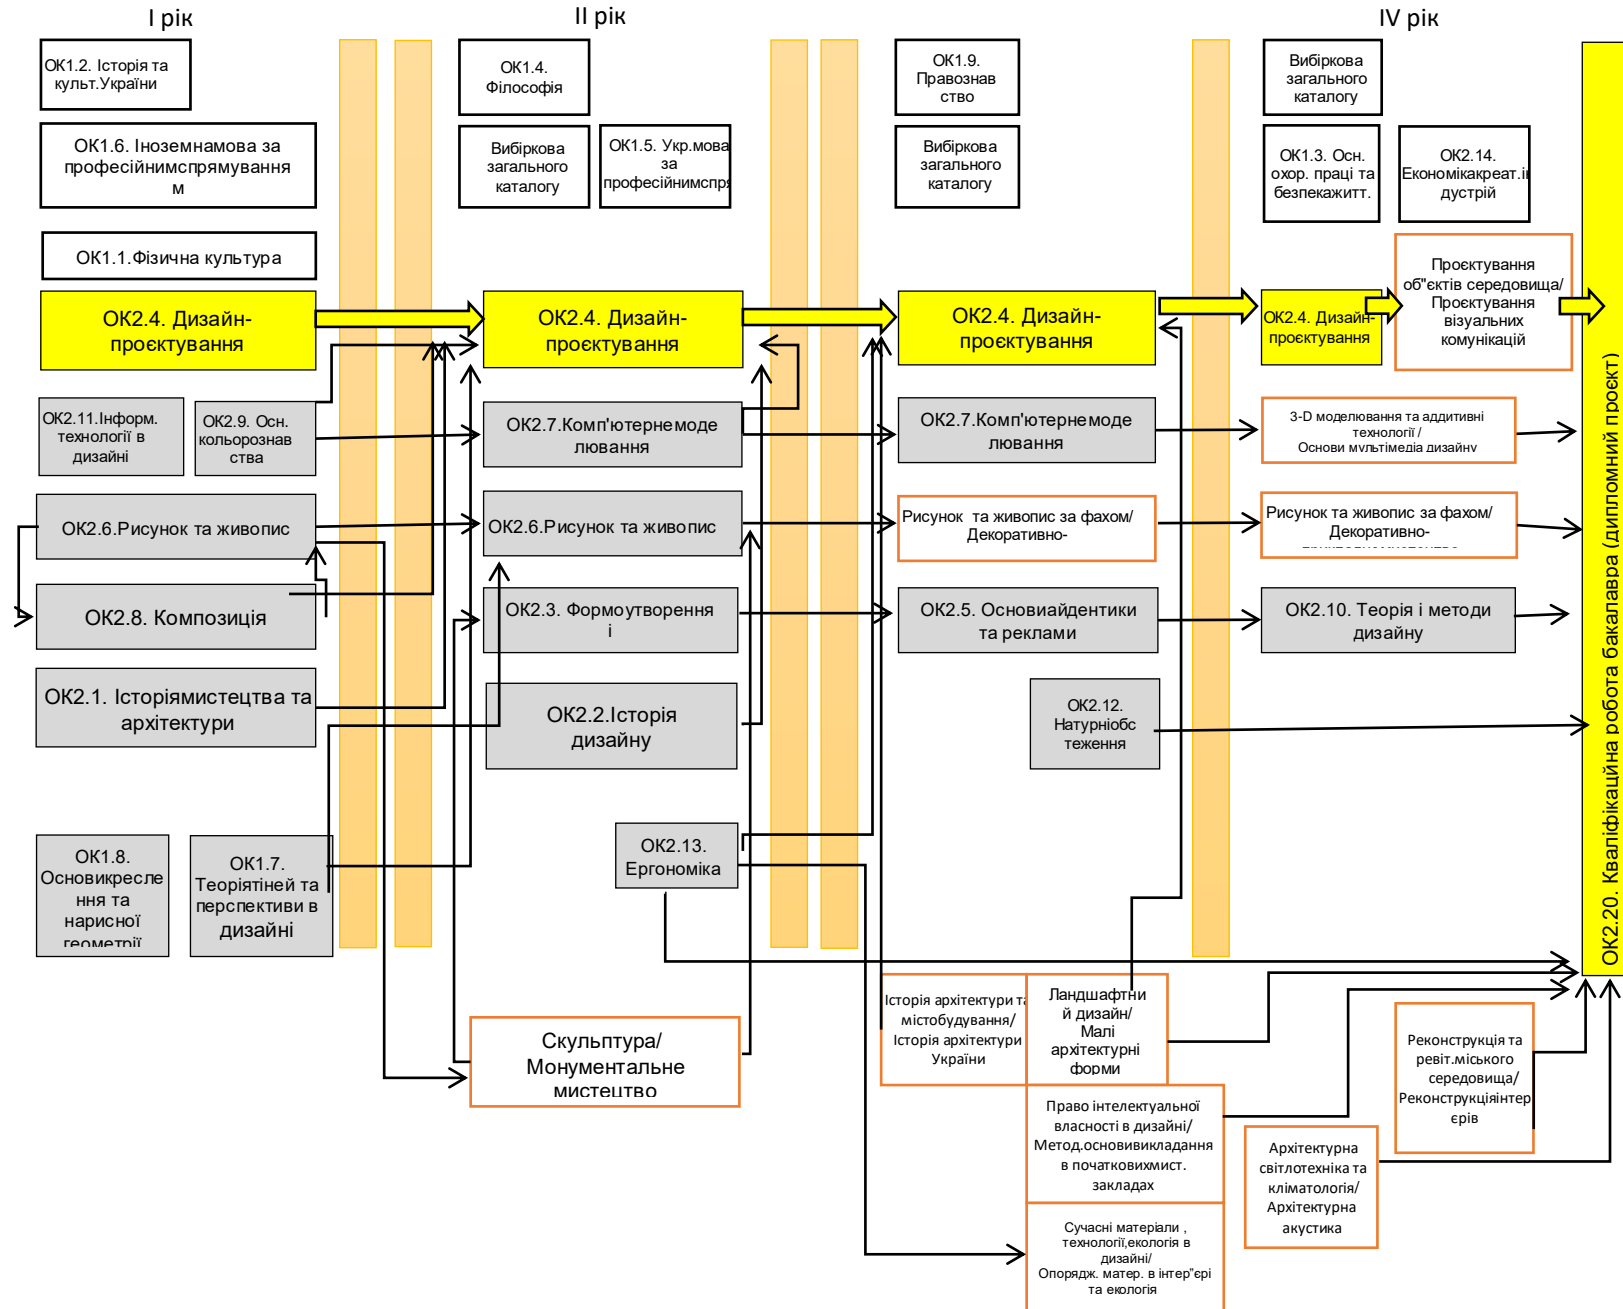 І рік
ІІ рік
IV рік
ОК1.2. Історія та
культ.України
ОК1.4.
Філософія
ОК1.9.
Правознав
ство
Вибіркова
загального
каталогу
ОК1.6. Іноземнамова за
професійнимспрямування
м
Вибіркова
загального
каталогу
ОК1.5. Укр.мова
за
професійнимспр
Вибіркова
загального
каталогу
ОК1.3. Осн.
охор. праці та
безпекажитт.
ОК2.14.
Економікакреат.ін
дустрій
ОК1.1.Фізична культура
ОК2.4. Дизайн-
проєктування
ОК2.4. Дизайн-
проєктування
ОК2.4. Дизайн-
проєктування
ОК2.4. Дизайн-
проєктування
Проєктування
об"єктів середовища/
Проєктування
візуальних
комунікацій
ОК2.11.Інформ.
технології в
дизайні
ОК2.9. Осн.
кольорознав
ства
ОК2.7.Комп'ютернемоде
лювання
ОК2.7.Комп'ютернемоде
лювання
3-D моделювання та аддитивні
технології /
Основи мультимедіа дизайну
ОК2.6.Рисунок та живопис
ОК2.6.Рисунок та живопис
Рисунок та живопис за фахом/
Декоративно-
Рисунок та живопис за фахом/
Декоративно-
ОК2.8. Композиція
ОК2.3. Формоутворення
і
ОК2.5. Основиайдентики
та реклами
ОК2.10. Теорія і методи
дизайну
ОК2.1. Історіямистецтва та
архітектури
ОК2.2.Історія
дизайну
ОК2.12.
Натурніобс
теження
ОК1.8.
Основикресле
ння та
нарисної
геометрії
ОК1.7.
Теоріятіней та
перспективи в
дизайні
ОК2.13.
Ергономіка
ОК2.20. Кваліфікаційна робота бакалавра (дипломний проєкт)
Скульптура/
Монументальне
мистецтво
Історія архітектури та
містобудування/
Історія архітектури
України
Ландшафтни
й дизайн/
Малі
архітектурні
форми
Реконструкція та
ревіт.міського
середовища/
Реконструкціяінтер
єрів
Право інтелектуальної
власності в дизайні/
Метод.основивикладання
в початковихмист.
закладах
Архітектурна
світлотехніка та
кліматологія/
Архітектурна
акустика
Сучасні матеріали ,
технології,екологія в
дизайні/
Опорядж. матер. в інтер"єрі
та екологія